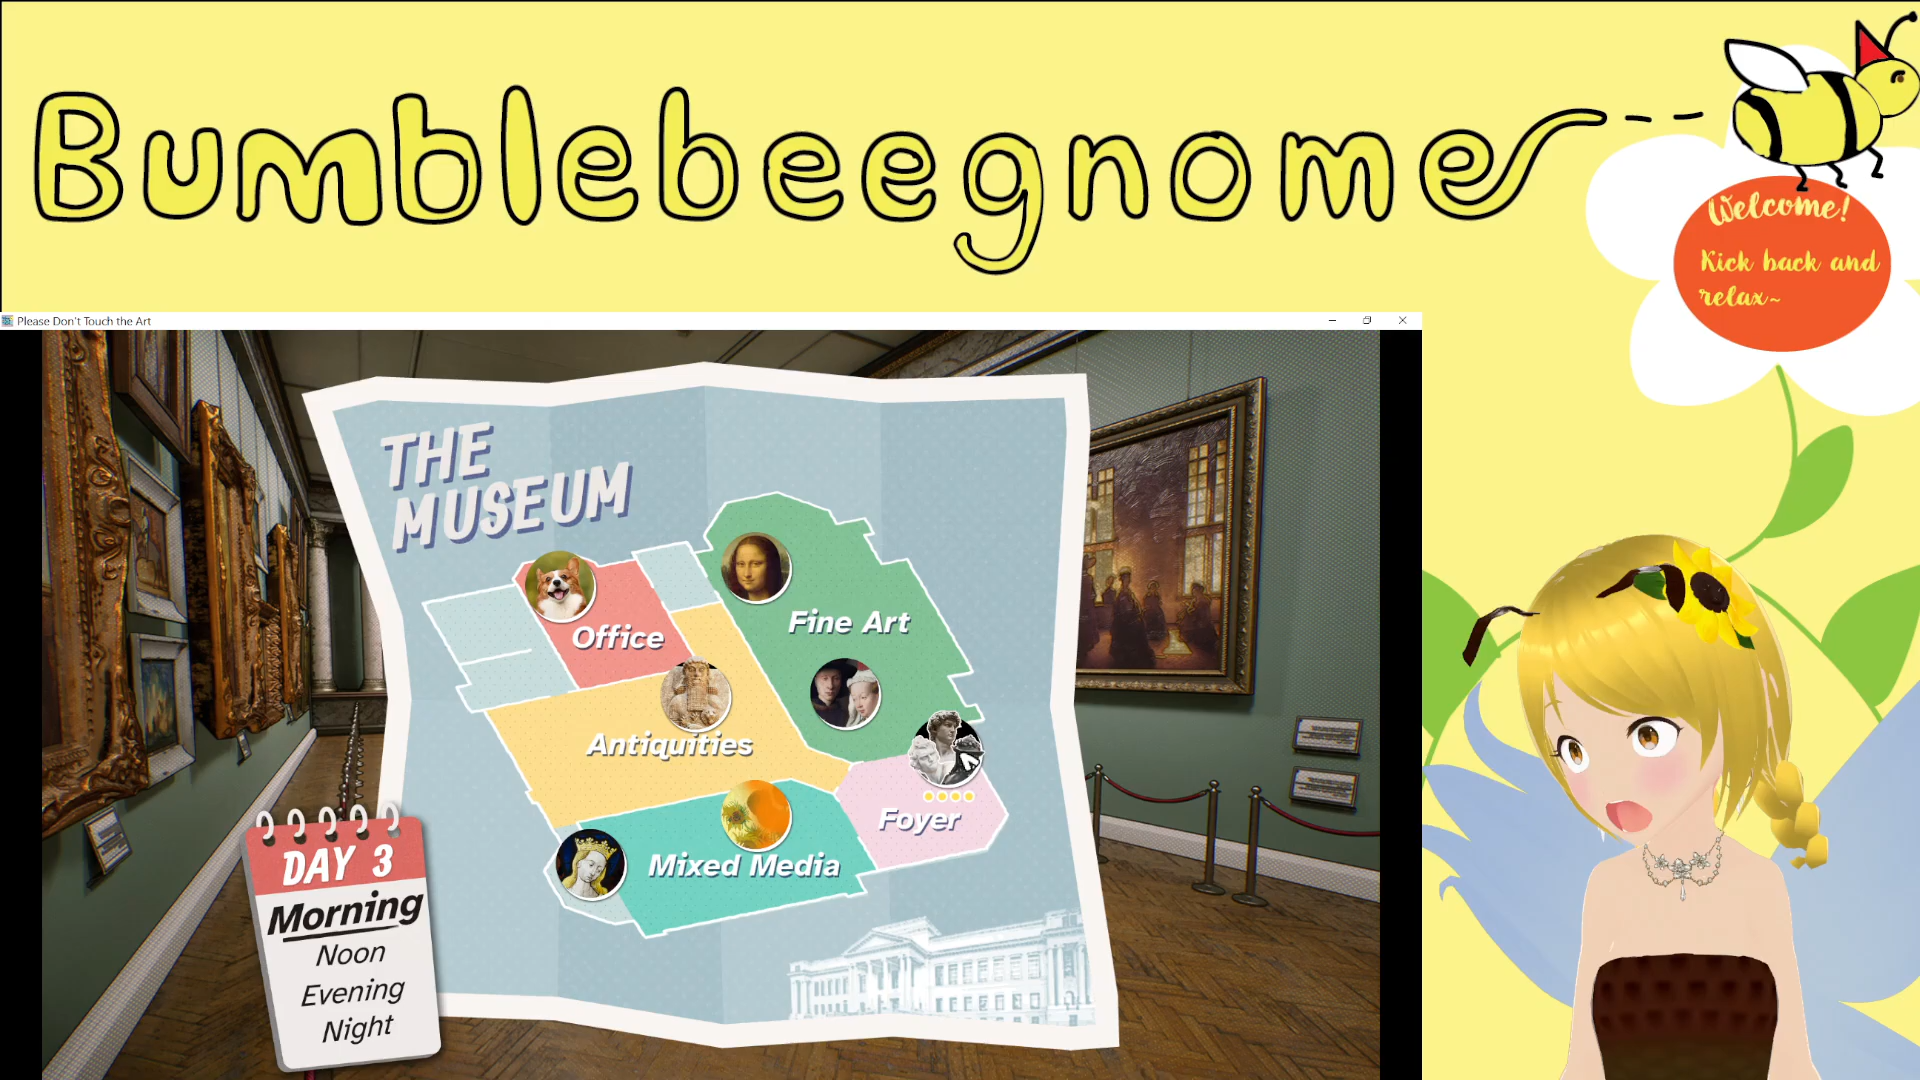 Bumblebeegnome
Welcome!
Kick back and
relax~
Please Don't Touch the Art
THE
MUSEUM
Office
Fine Art
Antiquities
Foyer
Mixed Media
DAY 3
Morning
Noon
Evening
Night